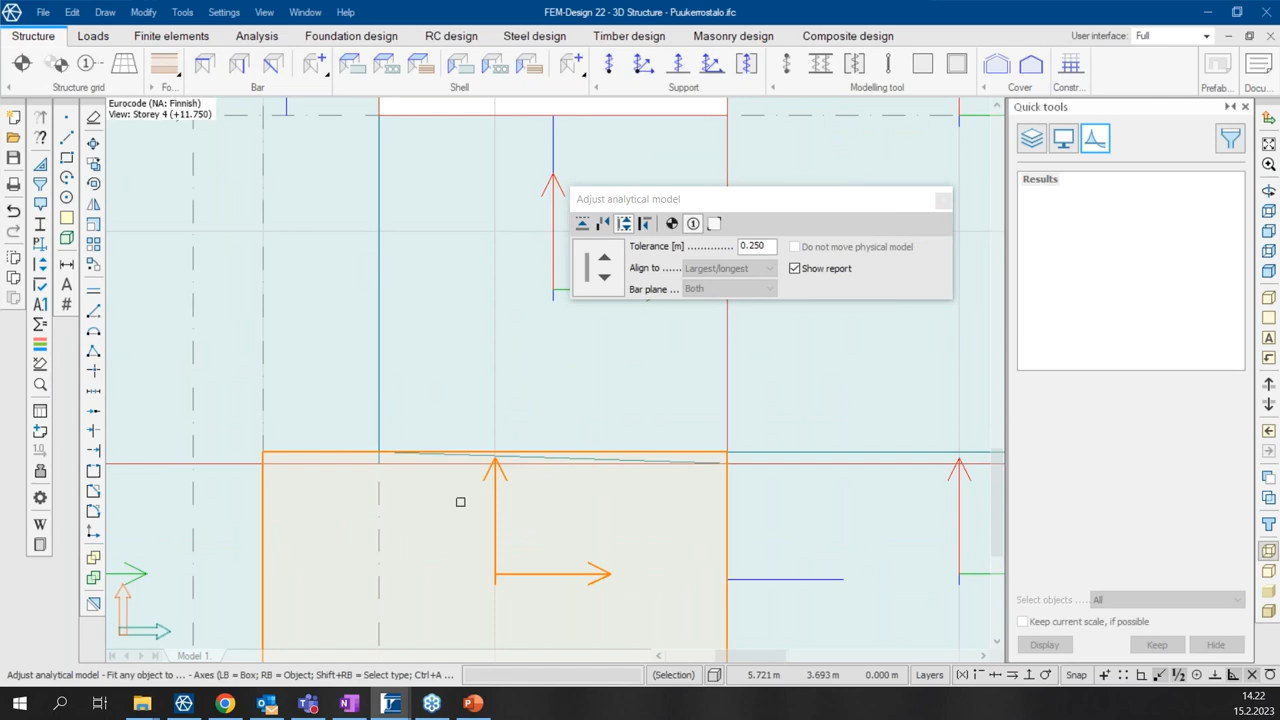 FEM-Design 22 - 3D Structure - Puukerrostalo.ifc
File Edit Draw Modify Tools Settings View Window Help
Structure Loads Finite elements Analysis Foundation design RC design Steel design Timber design Masonry design Composite design User interface: Full
Structure grid Fo... Bar Shell Support Modelling tool Cover Constr... Prefab... Docu...
Eurocode (NA: Finnish)
View: Storey 4 (+11.750)
Quick tools
Results
Adjust analytical model
Tolerance [m] .............. 0.250 Do not move physical model
Align to ...... Largest/longest Show report
Bar plane ... Both
Select objects ..... All
Keep current scale, if possible
Display Keep Hide
Model 1.
Adjust analytical model - Fit any object to ... - Axes (LB = Box; RB = Object; Shift+RB = Select type; Ctrl+A ... (Selection) 5.721 m 3.693 m 0.000 m Layers Snap
14.22
15.2.2023